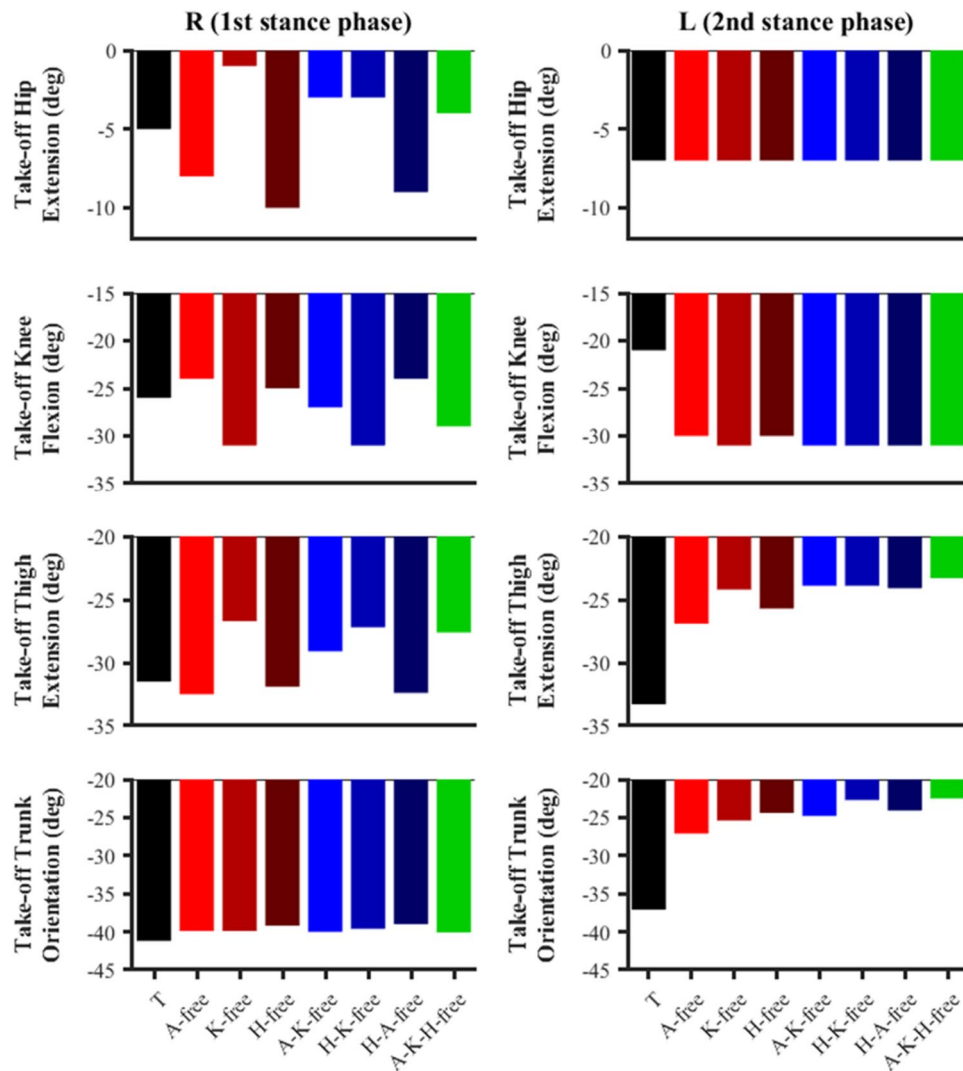 R (1st stance phase)
L (2nd stance phase)
Take-off Hip
Extension (deg)
0
-5
-10
Take-off Hip
Extension (deg)
0
-5
-10
Take-off Knee
Flexion (deg)
-15
-20
-25
-30
-35
Take-off Knee
Flexion (deg)
-15
-20
-25
-30
-35
Take-off Thigh
Extension (deg)
-20
-25
-30
-35
Take-off Thigh
Extension (deg)
-20
-25
-30
-35
Take-off Trunk
Orientation (deg)
-20
-25
-30
-35
-40
-45
Take-off Trunk
Orientation (deg)
-20
-25
-30
-35
-40
-45
T
A-free
K-free
H-free
A-K-free
H-K-free
H-A-free
A-K-H-free
T
A-free
K-free
H-free
A-K-free
H-K-free
H-A-free
A-K-H-free